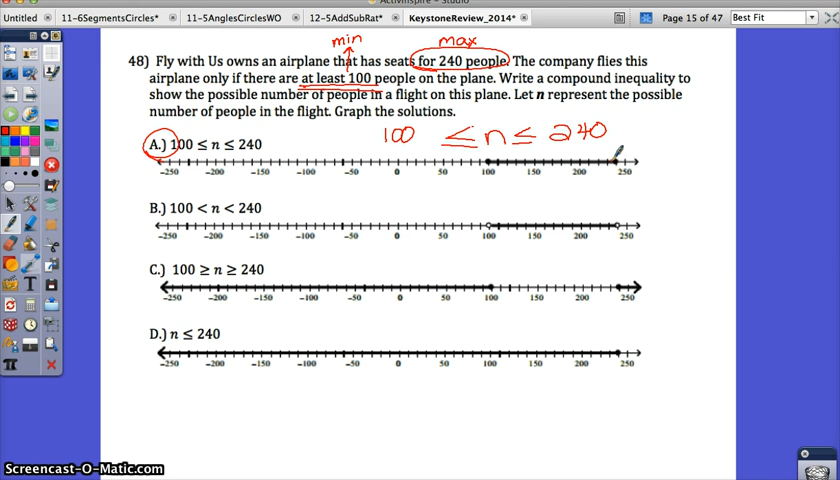 ActivInspire - Studio
Untitled 11-6SegmentsCircles* 11-5AnglesCirclesWO 12-5AddSubRat* KeystoneReview_2014* Page 15 of 47 Best Fit
min max
48) Fly with Us owns an airplane that has seats for 240 people. The company flies this
airplane only if there are at least 100 people on the plane. Write a compound inequality to
show the possible number of people in a flight on this plane. Let n represent the possible
number of people in the flight. Graph the solutions.
100 ≤ n ≤ 240
A.) 100 ≤ n ≤ 240
-250 -200 -150 -100 -50 0 50 100 150 200 250
B.) 100 < n < 240
-250 -200 -150 -100 -50 0 50 100 150 200 250
C.) 100 ≥ n ≥ 240
-250 -200 -150 -100 -50 0 50 100 150 200 250
D.) n ≤ 240
-250 -200 -150 -100 -50 0 50 100 150 200 250
Screencast-O-Matic.com